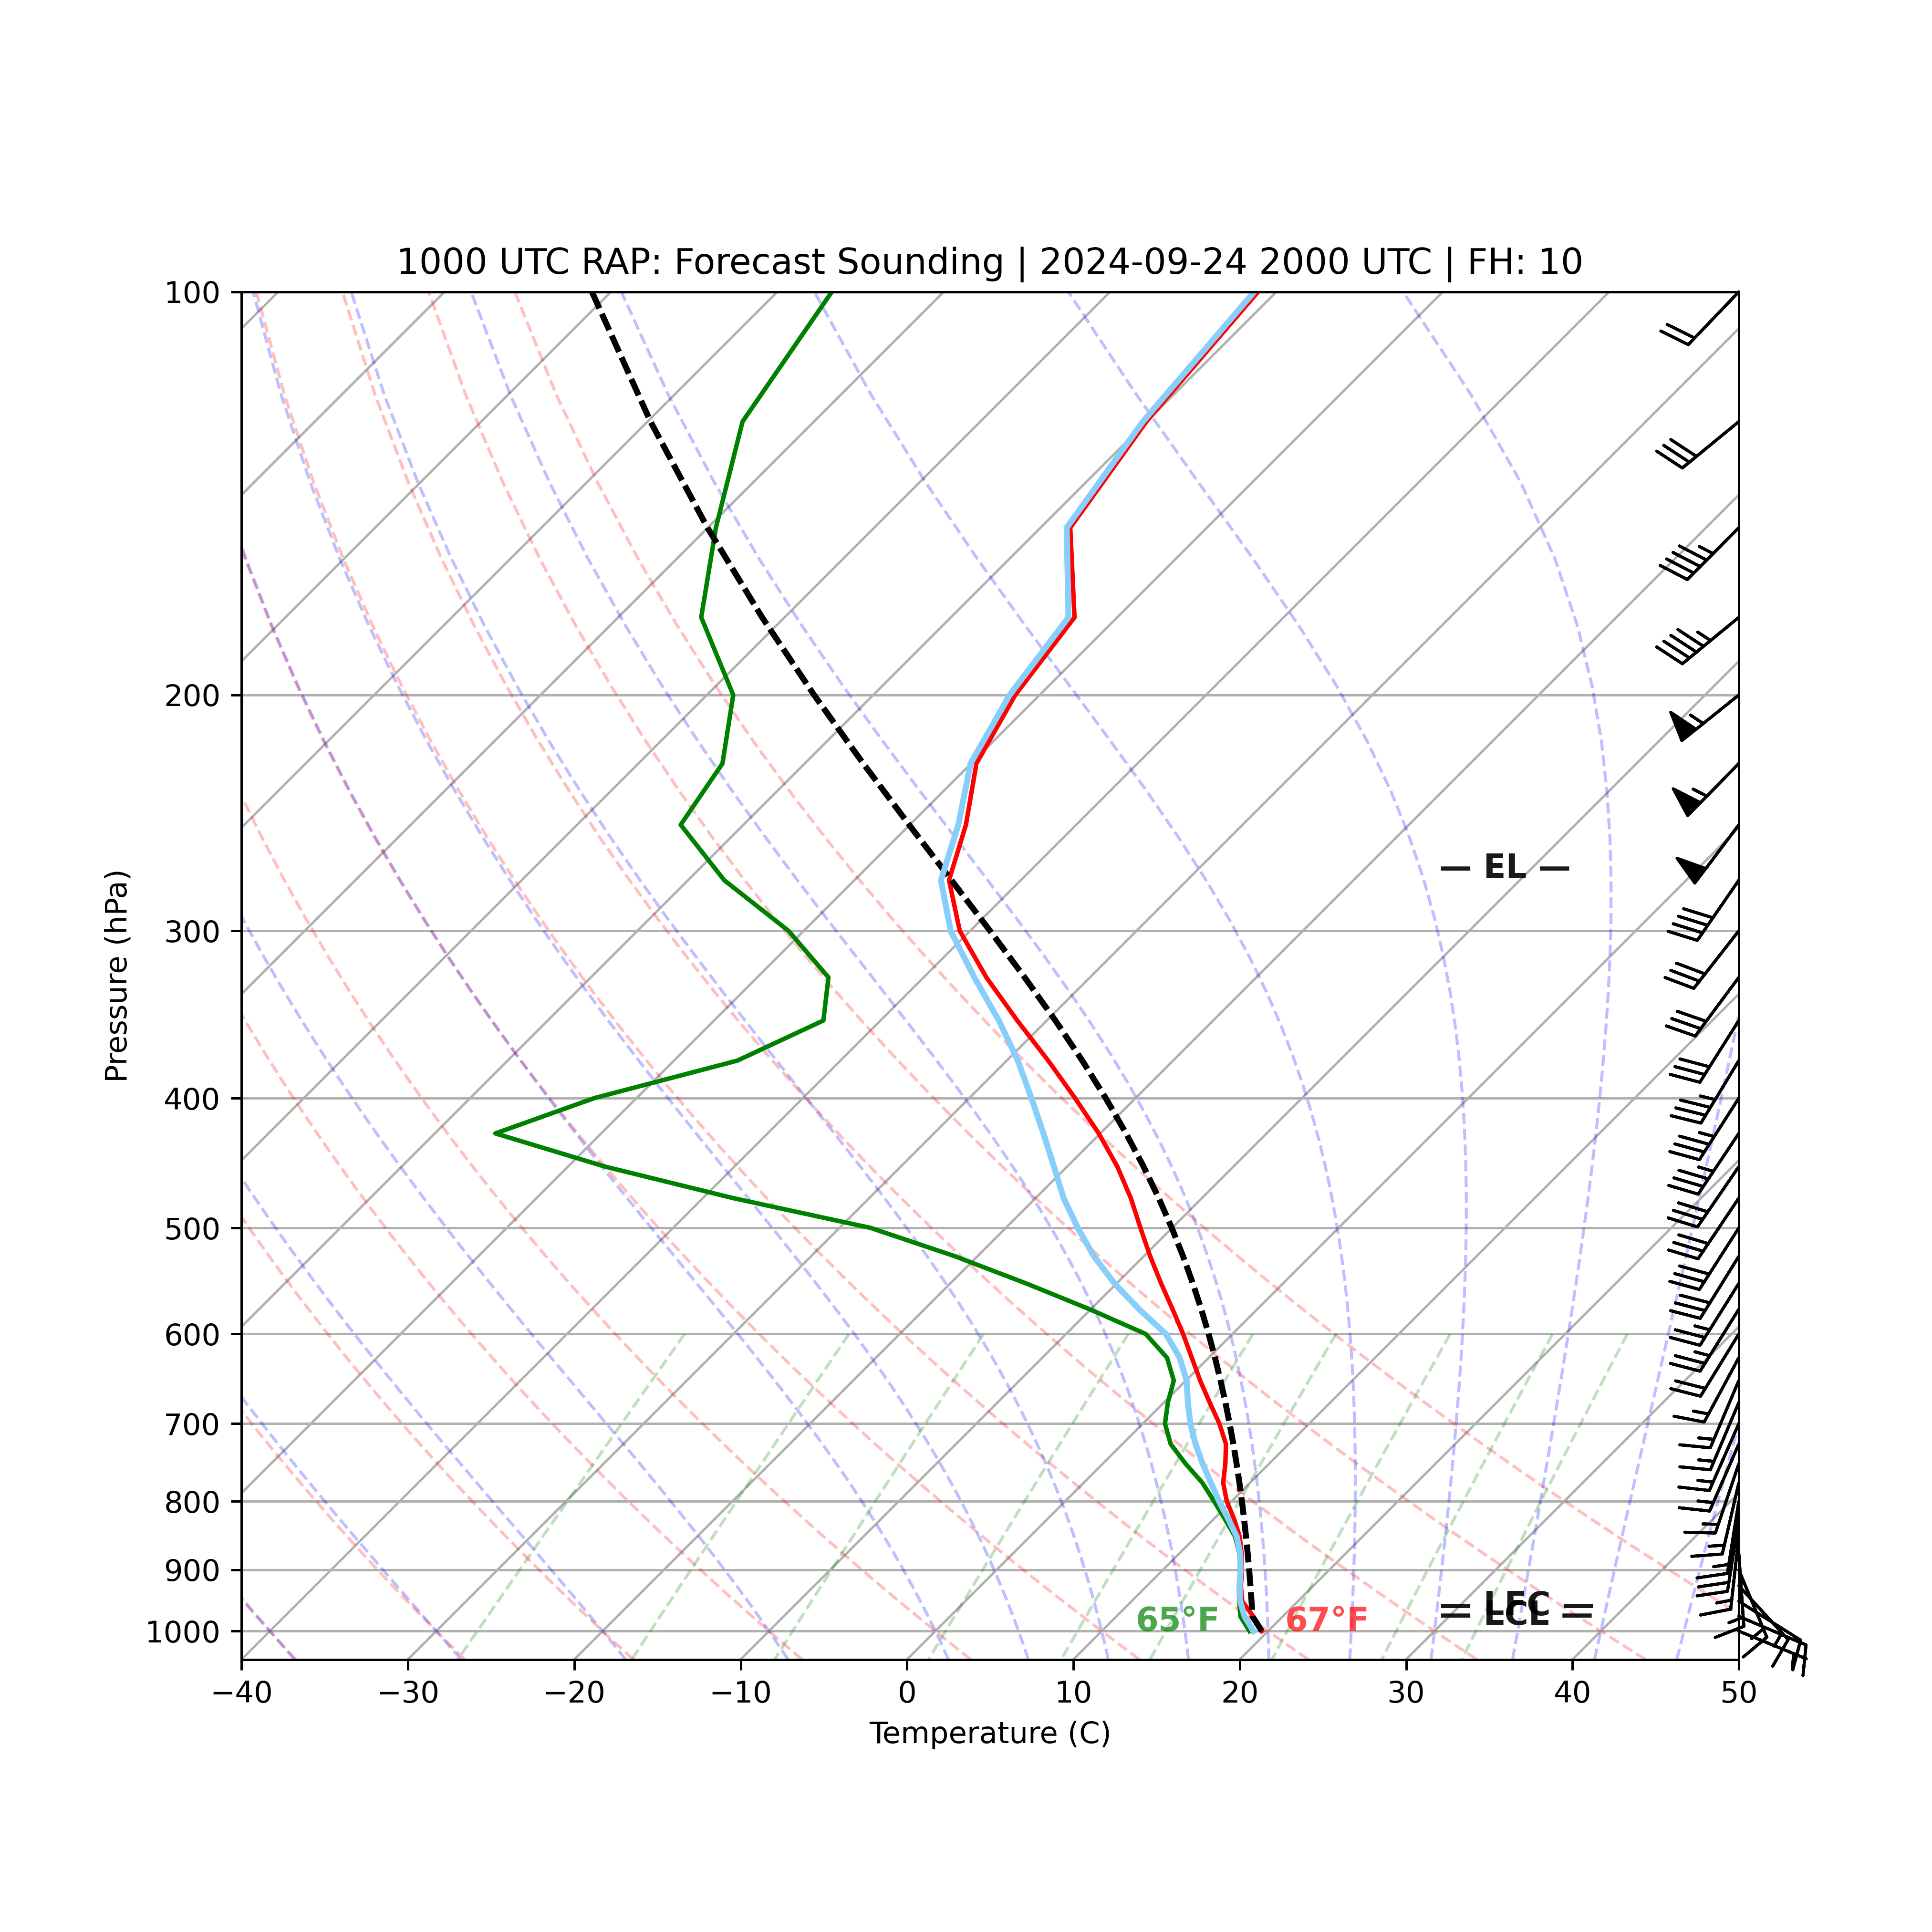 1000 UTC RAP: Forecast Sounding | 2024-09-24 2000 UTC | FH: 10
100
200
300
400
500
600
700
800
900
1000
Pressure (hPa)
— EL —
— LFC —
— LCL —
65°F
67°F
−40 −30 −20 −10 0 10 20 30 40 50
Temperature (C)